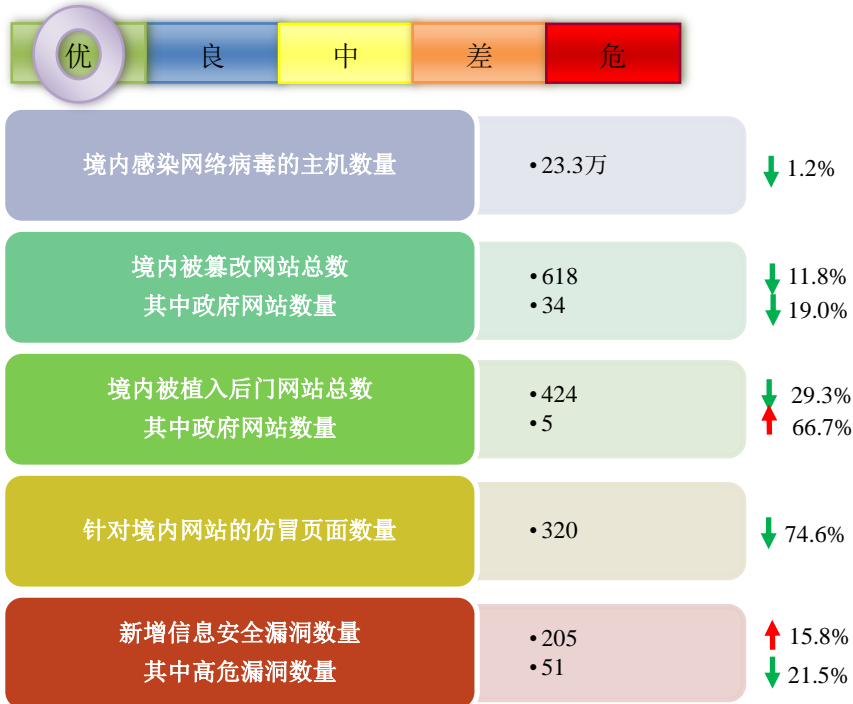 优 良 中 差 危
境内感染网络病毒的主机数量 •23.3万 1.2%
境内被篡改网站总数 •618 11.8%
其中政府网站数量 •34 19.0%
境内被植入后门网站总数 •424 29.3%
其中政府网站数量 •5 66.7%
针对境内网站的仿冒页面数量 •320 74.6%
新增信息安全漏洞数量 •205 15.8%
其中高危漏洞数量 •51 21.5%